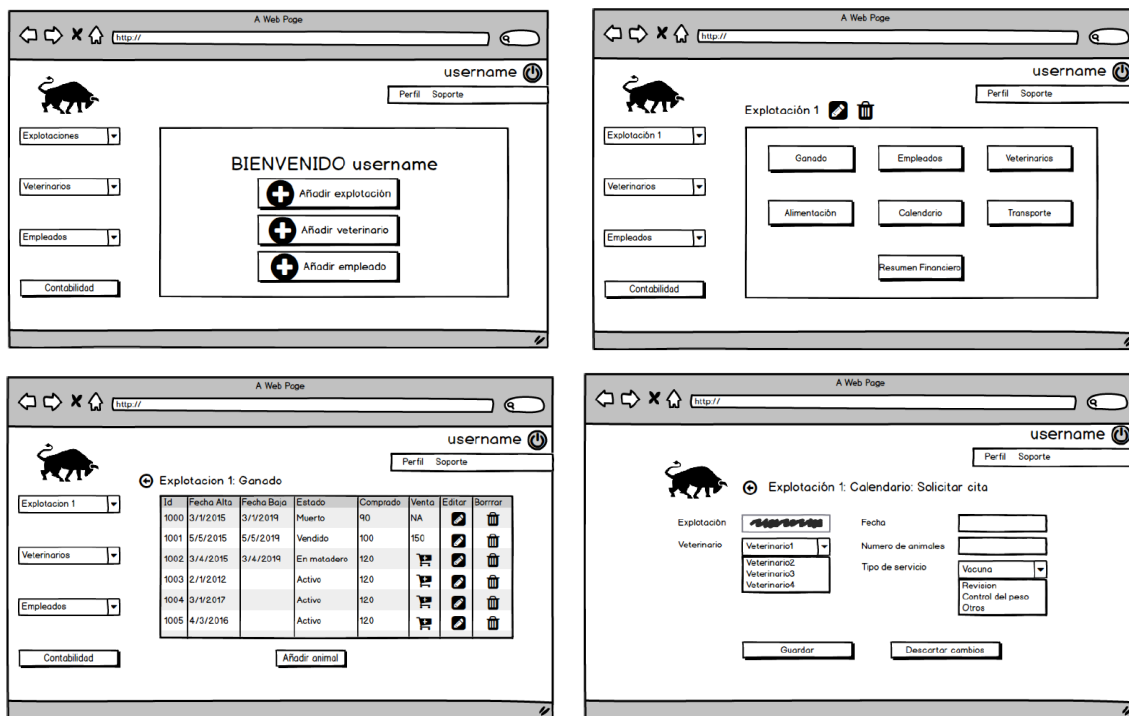 A Web Page
http://
username
Perfil Soporte
Explotaciones
Veterinarios
Empleados
Contabilidad
BIENVENIDO username
Añadir explotación
Añadir veterinario
Añadir empleado
A Web Page
http://
username
Perfil Soporte
Explotación 1
Explotación 1
Veterinarios
Empleados
Contabilidad
Ganado Empleados Veterinarios
Alimentación Calendario Transporte
Resumen Financiero
A Web Page
http://
username
Perfil Soporte
Explotacion 1: Ganado
Explotacion 1
Veterinarios
Empleados
Contabilidad
Id Fecha Alta Fecha Baja Estado Comprado Venta Editar Borrrar
1000 3/1/2015 3/1/2019 Muerto 90 NA
1001 5/5/2015 5/5/2019 Vendido 100 150
1002 3/4/2015 3/4/2019 En matadero 120
1003 2/1/2012 Activo 120
1004 3/1/2017 Activo 120
1005 4/3/2016 Activo 120
Añadir animal
A Web Page
http://
username
Perfil Soporte
Explotación 1: Calendario: Solicitar cita
Explotación
Fecha
Veterinario Veterinario1
Veterinario2
Veterinario3
Veterinario4
Numero de animales
Tipo de servicio Vacuna
Revision
Control del peso
Otros
Guardar Descartar cambios